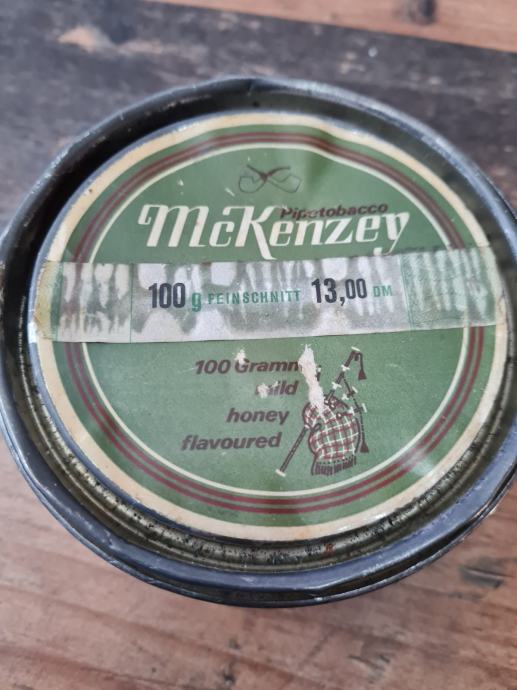 Pipetobacco
McKenzey
100 g FEINSCHNITT 13,00 DM
100 Gramm
mild
honey
flavoured